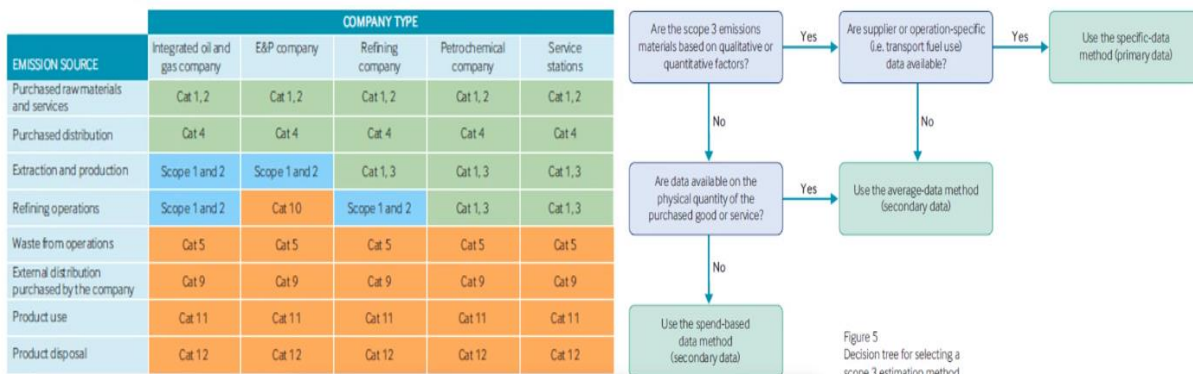 COMPANY TYPE
EMISSION SOURCE
Integrated oil and
gas company
E&P company
Refining
company
Petrochemical
company
Service
stations
Purchased raw materials
and services
Cat 1, 2
Cat 1, 2
Cat 1, 2
Cat 1, 2
Cat 1, 2
Purchased distribution
Cat 4
Cat 4
Cat 4
Cat 4
Cat 4
Extraction and production
Scope 1 and 2
Scope 1 and 2
Cat 1, 3
Cat 1, 3
Cat 1, 3
Refining operations
Scope 1 and 2
Cat 10
Scope 1 and 2
Cat 1, 3
Cat 1, 3
Waste from operations
Cat 5
Cat 5
Cat 5
Cat 5
Cat 5
External distribution
purchased by the company
Cat 9
Cat 9
Cat 9
Cat 9
Cat 9
Product use
Cat 11
Cat 11
Cat 11
Cat 11
Cat 11
Product disposal
Cat 12
Cat 12
Cat 12
Cat 12
Cat 12
Are the scope 3 emissions
materials based on qualitative or
quantitative factors?
Yes
Are supplier or operation-specific
(i.e. transport fuel use)
data available?
Yes
Use the specific-data
method (primary data)
No
No
Are data available on the
physical quantity of the
purchased good or service?
Yes
Use the average-data method
(secondary data)
No
Use the spend-based
data method
(secondary data)
Figure 5
Decision tree for selecting a
scope 3 estimation method